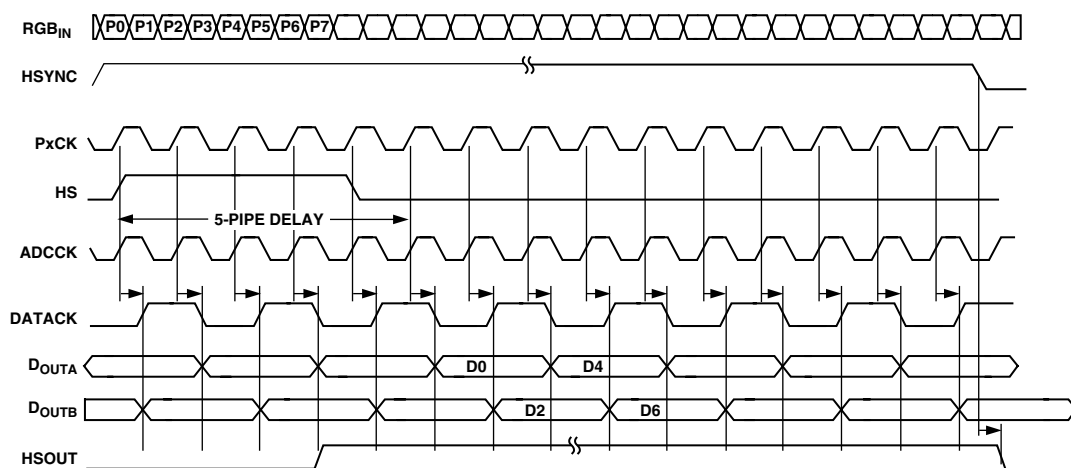 RGBIN P0 P1 P2 P3 P4 P5 P6 P7
HSYNC
PxCK
HS
5-PIPE DELAY
ADCCK
DATACK
DOUTA D0 D4
DOUTB D2 D6
HSOUT